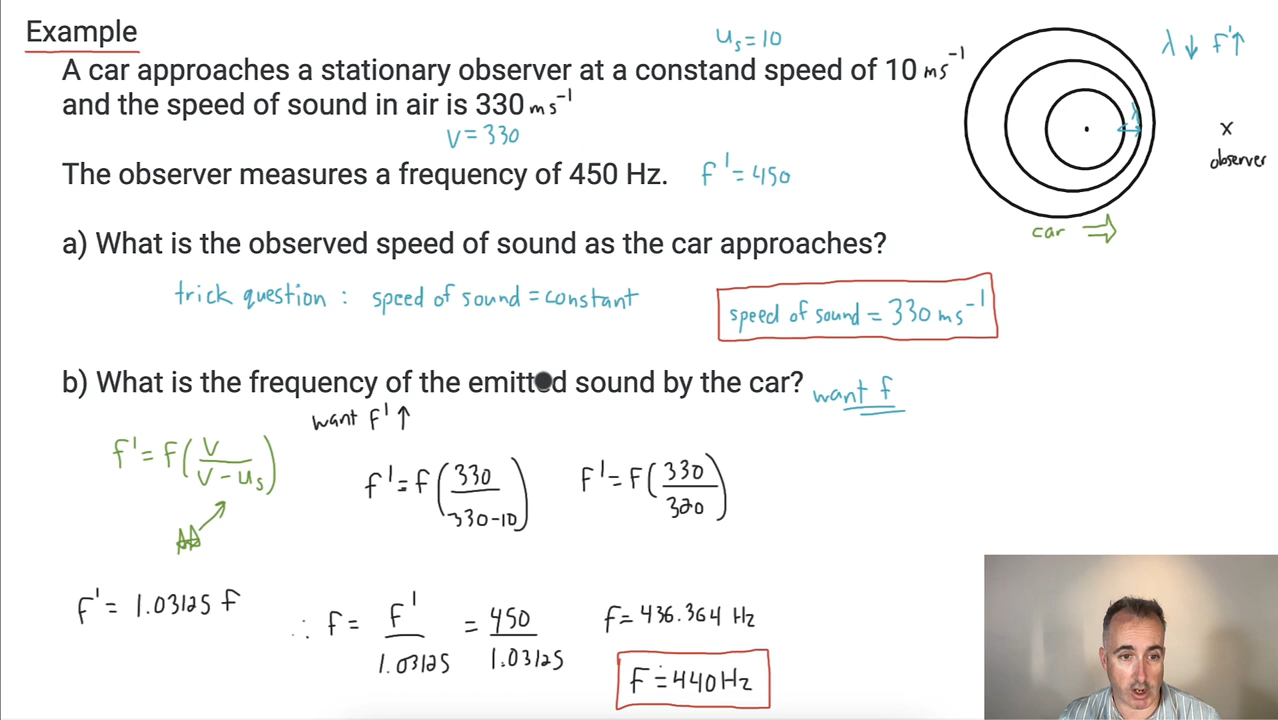 Example
u_s = 10
A car approaches a stationary observer at a constand speed of 10 ms⁻¹
and the speed of sound in air is 330 ms⁻¹
V = 330
The observer measures a frequency of 450 Hz. f' = 450
λ ↓ f' ↑
λ
x
observer
car ⇒
a) What is the observed speed of sound as the car approaches?
trick question : speed of sound = constant
speed of sound = 330 ms⁻¹
b) What is the frequency of the emitted sound by the car? want f
want f' ↑
f' = f(V / V - u_s)
f' = f(330 / 330-10)
f' = f(330 / 320)
f' = 1.03125 f
∴ f = f' / 1.03125 = 450 / 1.03125
f = 436.364 Hz
f ≐ 440 Hz